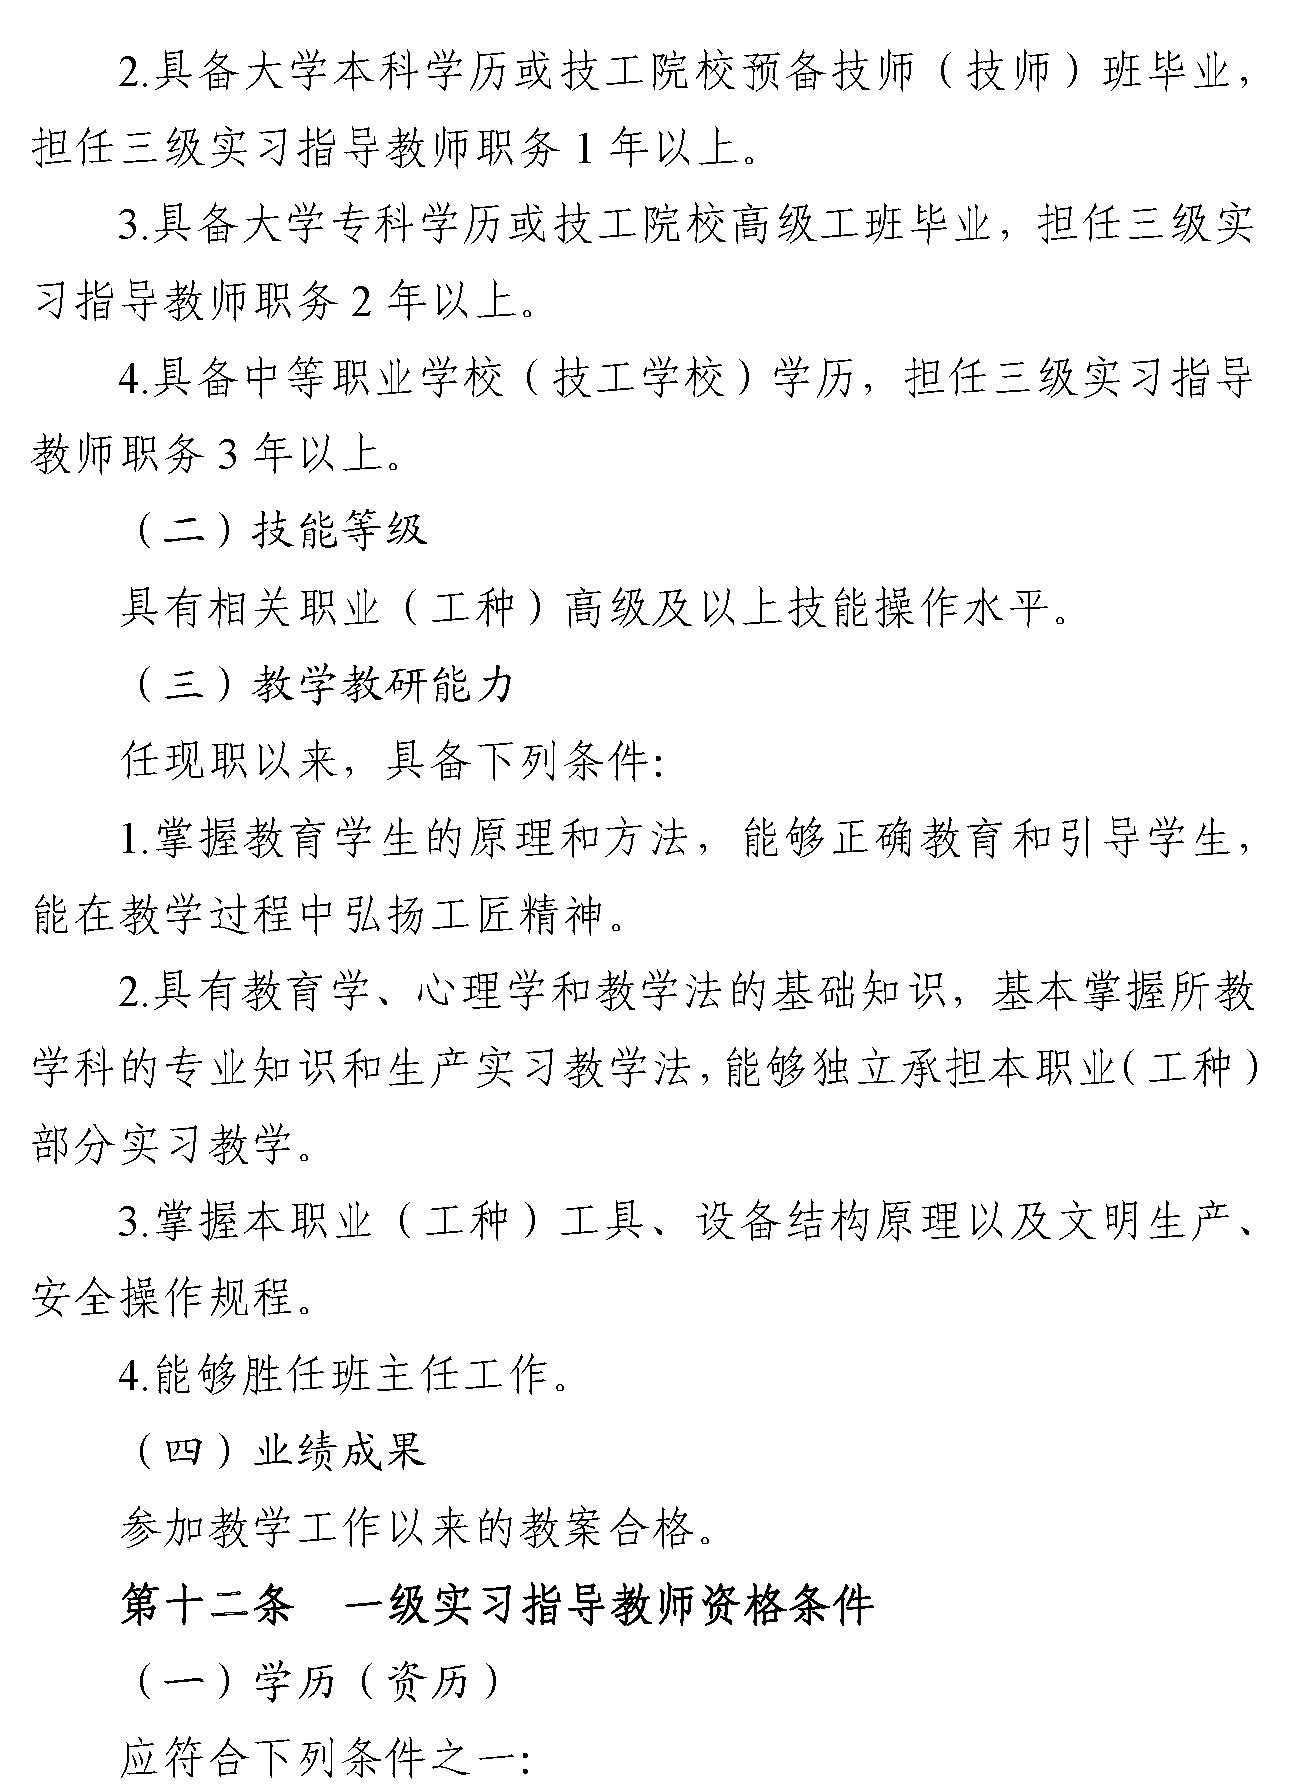 2.具备大学本科学历或技工院校预备技师（技师）班毕业，
担任三级实习指导教师职务 1 年以上。
3.具备大学专科学历或技工院校高级工班毕业，担任三级实
习指导教师职务 2 年以上。
4.具备中等职业学校（技工学校）学历，担任三级实习指导
教师职务 3 年以上。
（二）技能等级
具有相关职业（工种）高级及以上技能操作水平。
（三）教学教研能力
任现职以来，具备下列条件：
1.掌握教育学生的原理和方法，能够正确教育和引导学生，
能在教学过程中弘扬工匠精神。
2.具有教育学、心理学和教学法的基础知识，基本掌握所教
学科的专业知识和生产实习教学法，能够独立承担本职业（工种）
部分实习教学。
3.掌握本职业（工种）工具、设备结构原理以及文明生产、
安全操作规程。
4.能够胜任班主任工作。
（四）业绩成果
参加教学工作以来的教案合格。
第十二条　一级实习指导教师资格条件
（一）学历（资历）
应符合下列条件之一：